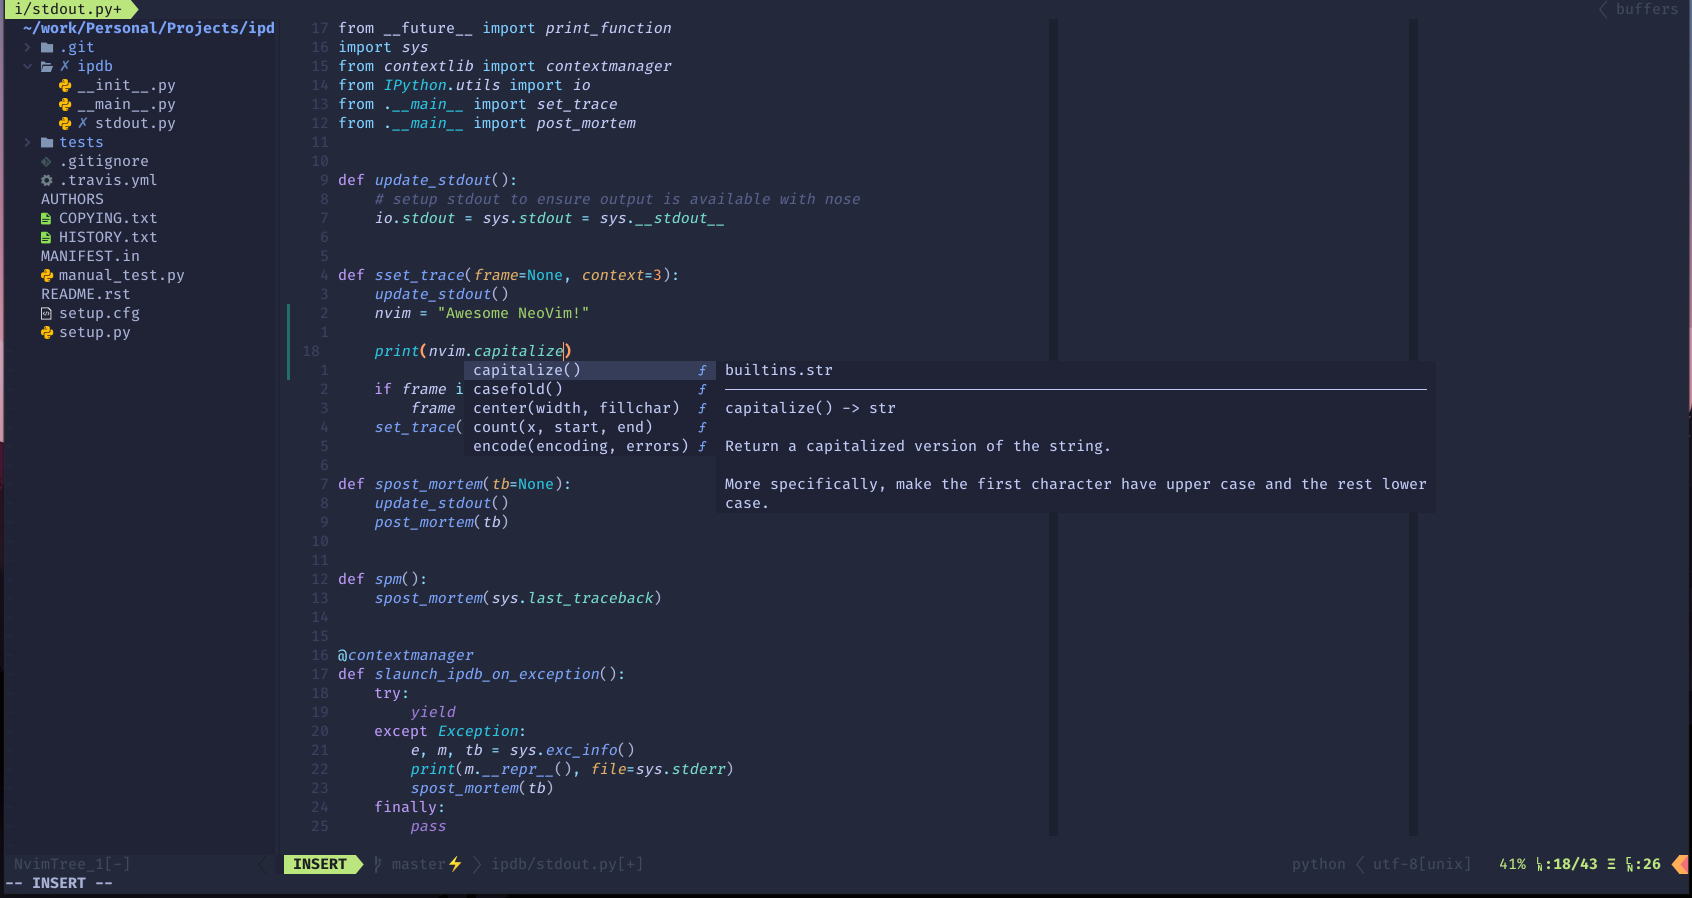 i/stdout.py+
buffers
~/work/Personal/Projects/ipd
.git
✗ ipdb
__init__.py
__main__.py
✗ stdout.py
tests
.gitignore
.travis.yml
AUTHORS
COPYING.txt
HISTORY.txt
MANIFEST.in
manual_test.py
README.rst
setup.cfg
setup.py
17 from __future__ import print_function
16 import sys
15 from contextlib import contextmanager
14 from IPython.utils import io
13 from .__main__ import set_trace
12 from .__main__ import post_mortem
11
10
9 def update_stdout():
8     # setup stdout to ensure output is available with nose
7     io.stdout = sys.stdout = sys.__stdout__
6
5
4 def sset_trace(frame=None, context=3):
3     update_stdout()
2     nvim = "Awesome NeoVim!"
1
18     print(nvim.capitalize)
1
2     if frame i
3         frame
4     set_trace(
5
6
7 def spost_mortem(tb=None):
8     update_stdout()
9     post_mortem(tb)
10
11
12 def spm():
13     spost_mortem(sys.last_traceback)
14
15
16 @contextmanager
17 def slaunch_ipdb_on_exception():
18     try:
19         yield
20     except Exception:
21         e, m, tb = sys.exc_info()
22         print(m.__repr__(), file=sys.stderr)
23         spost_mortem(tb)
24     finally:
25         pass
capitalize() ƒ
casefold() ƒ
center(width, fillchar) ƒ
count(x, start, end) ƒ
encode(encoding, errors) ƒ
builtins.str
capitalize() -> str
Return a capitalized version of the string.
More specifically, make the first character have upper case and the rest lower
case.
NvimTree_1[-]
INSERT master⚡ ipdb/stdout.py[+]
python utf-8[unix] 41% ␊:18/43 Ξ ␊:26
-- INSERT --